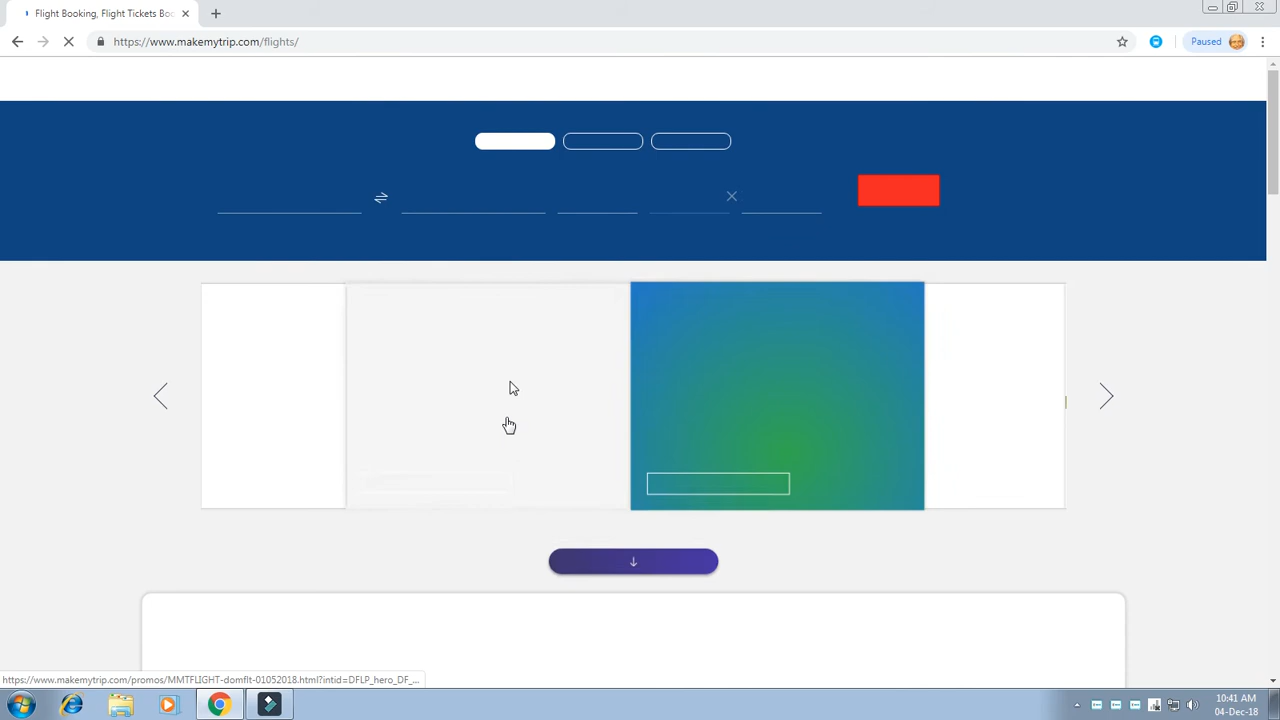 Flight Booking, Flight Tickets Boo
https://www.makemytrip.com/flights/
Paused
https://www.makemytrip.com/promos/MMTFLIGHT-domflt-01052018.html?intid=DFLP_hero_DF_...
10:41 AM
04-Dec-18